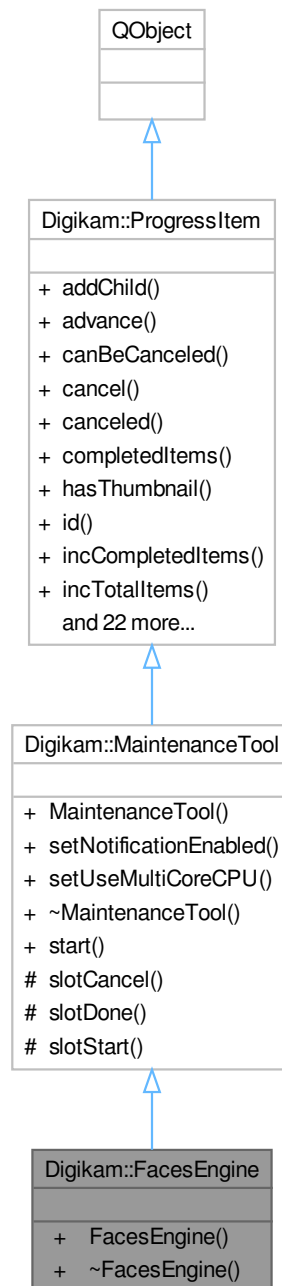 QObject
Digikam::ProgressItem
+ addChild()
+ advance()
+ canBeCanceled()
+ cancel()
+ canceled()
+ completedItems()
+ hasThumbnail()
+ id()
+ incCompletedItems()
+ incTotalItems()
and 22 more...
Digikam::MaintenanceTool
+ MaintenanceTool()
+ setNotificationEnabled()
+ setUseMultiCoreCPU()
+ ~MaintenanceTool()
+ start()
# slotCancel()
# slotDone()
# slotStart()
Digikam::FacesEngine
+ FacesEngine()
+ ~FacesEngine()